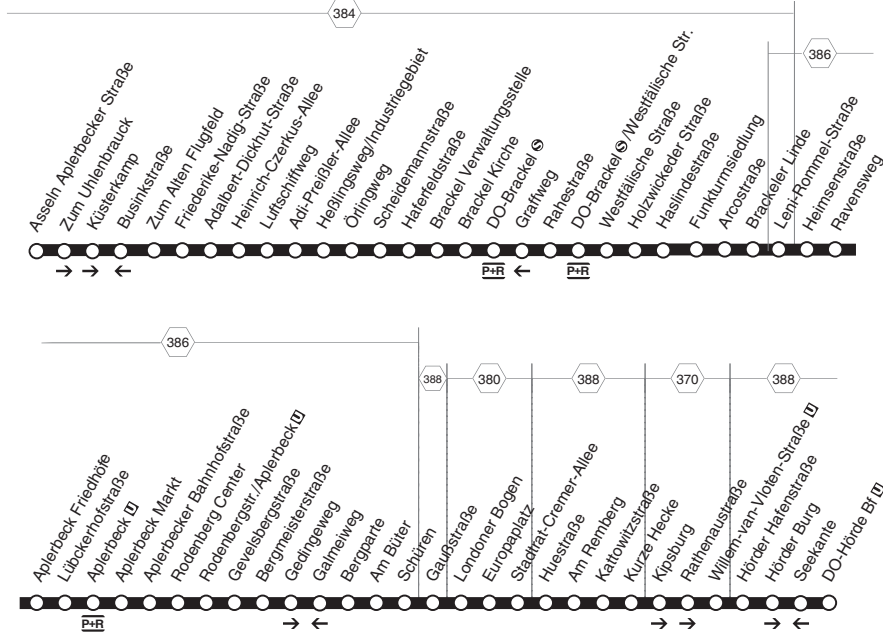 384
386
Asseln Aplerbecker Straße
Zum Uhlenbrauck
Küsterkamp
Businkstraße
Zum Alten Flugfeld
Friederike-Nadig-Straße
Adalbert-Dickhut-Straße
Heinrich-Czerkus-Allee
Luftschiffweg
Adi-Preißler-Allee
Heßlingsweg/Industriegebiet
Örlingweg
Scheidemannstraße
Haferfeldstraße
Brackel Verwaltungsstelle
Brackel Kirche
DO-Brackel S
Graffweg
Rahestraße
DO-Brackel S/Westfälische Str.
Westfälische Straße
Holzwickeder Straße
Haslindestraße
Funkturmsiedlung
Arcostraße
Brackeler Linde
Leni-Rommel-Straße
Heimsenstraße
Ravensweg
→ → ← P+R ← P+R
386
388
380
388
370
388
Aplerbeck Friedhöfe
Lübckerhofstraße
Aplerbeck U
Aplerbeck Markt
Aplerbecker Bahnhofstraße
Rodenberg Center
Rodenbergstr./Aplerbeck U
Gevelsbergstraße
Bergmeisterstraße
Gedingeweg
Galmeiweg
Bergparte
Am Büter
Schüren
Gaußstraße
Londoner Bogen
Europaplatz
Stadtrat-Cremer-Allee
Huestraße
Am Remberg
Kattowitzstraße
Kurze Hecke
Kipsburg
Rathenaustraße
Willem-van-Vloten-Straße U
Hörder Hafenstraße
Hörder Burg
Seekante
DO-Hörde Bf U
P+R → ← → → → ←